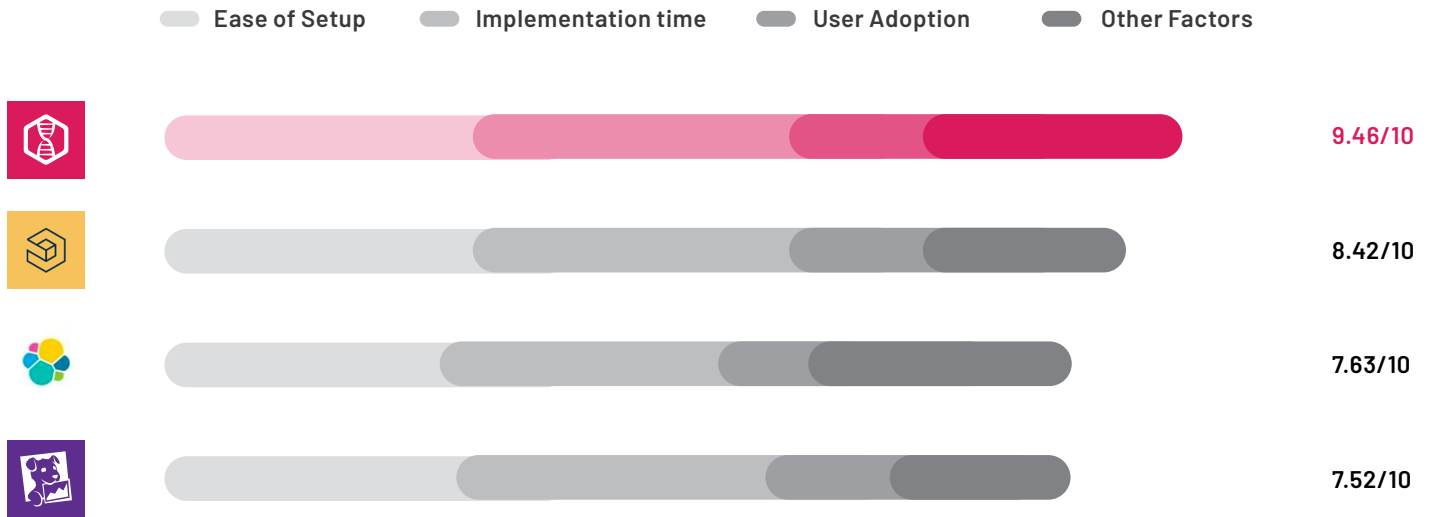 Ease of Setup Implementation time User Adoption Other Factors
9.46/10
8.42/10
7.63/10
7.52/10